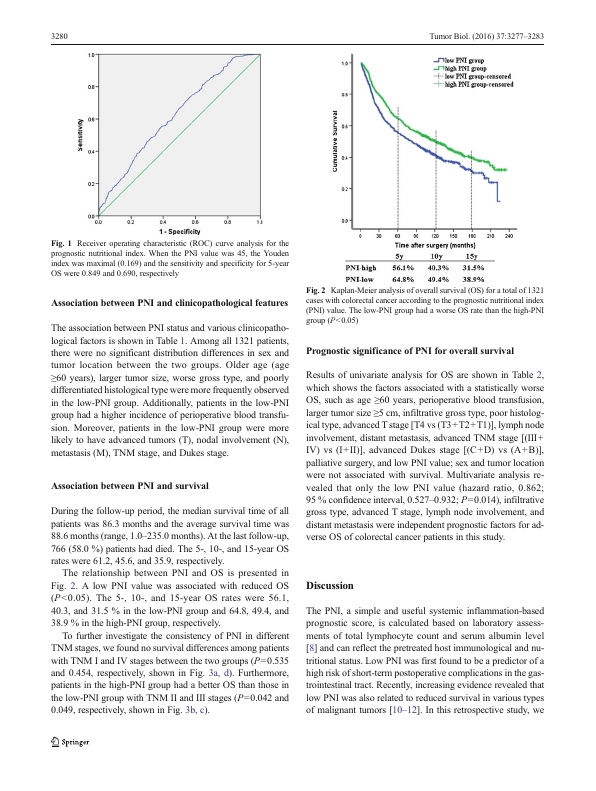 3280
Tumor Biol. (2016) 37:3277–3283
1.0
0.8
0.6
0.4
0.2
0.0
Sensitivity
0.0 0.2 0.4 0.6 0.8 1.0
1 - Specificity
Fig. 1 Receiver operating characteristic (ROC) curve analysis for the
prognostic nutritional index. When the PNI value was 45, the Youden
index was maximal (0.169) and the sensitivity and specificity for 5-year
OS were 0.849 and 0.690, respectively
Association between PNI and clinicopathological features
The association between PNI status and various clinicopatho-
logical factors is shown in Table 1. Among all 1321 patients,
there were no significant distribution differences in sex and
tumor location between the two groups. Older age (age
≥60 years), larger tumor size, worse gross type, and poorly
differentiated histological type were more frequently observed
in the low-PNI group. Additionally, patients in the low-PNI
group had a higher incidence of perioperative blood transfu-
sion. Moreover, patients in the low-PNI group were more
likely to have advanced tumors (T), nodal involvement (N),
metastasis (M), TNM stage, and Dukes stage.
Association between PNI and survival
During the follow-up period, the median survival time of all
patients was 86.3 months and the average survival time was
88.6 months (range, 1.0–235.0 months). At the last follow-up,
766 (58.0 %) patients had died. The 5-, 10-, and 15-year OS
rates were 61.2, 45.6, and 35.9, respectively.
The relationship between PNI and OS is presented in
Fig. 2. A low PNI value was associated with reduced OS
(P<0.05). The 5-, 10-, and 15-year OS rates were 56.1,
40.3, and 31.5 % in the low-PNI group and 64.8, 49.4, and
38.9 % in the high-PNI group, respectively.
To further investigate the consistency of PNI in different
TNM stages, we found no survival differences among patients
with TNM I and IV stages between the two groups (P=0.535
and 0.454, respectively, shown in Fig. 3a, d). Furthermore,
patients in the high-PNI group had a better OS than those in
the low-PNI group with TNM II and III stages (P=0.042 and
0.049, respectively, shown in Fig. 3b, c).
low PNI group
high PNI group
low PNI group-censored
high PNI group-censored
1.0
0.8
0.6
0.4
0.2
0.0
Cumulative Survival
0 30 60 90 120 150 180 210 240
Time after surgery (months)
5y 10y 15y
PNI-high 56.1% 40.3% 31.5%
PNI-low 64.8% 49.4% 38.9%
Fig. 2 Kaplan-Meier analysis of overall survival (OS) for a total of 1321
cases with colorectal cancer according to the prognostic nutritional index
(PNI) value. The low-PNI group had a worse OS rate than the high-PNI
group (P<0.05)
Prognostic significance of PNI for overall survival
Results of univariate analysis for OS are shown in Table 2,
which shows the factors associated with a statistically worse
OS, such as age ≥60 years, perioperative blood transfusion,
larger tumor size ≥5 cm, infiltrative gross type, poor histolog-
ical type, advanced T stage [T4 vs (T3+T2+T1)], lymph node
involvement, distant metastasis, advanced TNM stage [(III+
IV) vs (I+II)], advanced Dukes stage [(C+D) vs (A+B)],
palliative surgery, and low PNI value; sex and tumor location
were not associated with survival. Multivariate analysis re-
vealed that only the low PNI value (hazard ratio, 0.862;
95 % confidence interval, 0.527–0.932; P=0.014), infiltrative
gross type, advanced T stage, lymph node involvement, and
distant metastasis were independent prognostic factors for ad-
verse OS of colorectal cancer patients in this study.
Discussion
The PNI, a simple and useful systemic inflammation-based
prognostic score, is calculated based on laboratory assess-
ments of total lymphocyte count and serum albumin level
[8] and can reflect the pretreated host immunological and nu-
tritional status. Low PNI was first found to be a predictor of a
high risk of short-term postoperative complications in the gas-
trointestinal tract. Recently, increasing evidence revealed that
low PNI was also related to reduced survival in various types
of malignant tumors [10–12]. In this retrospective study, we
Springer